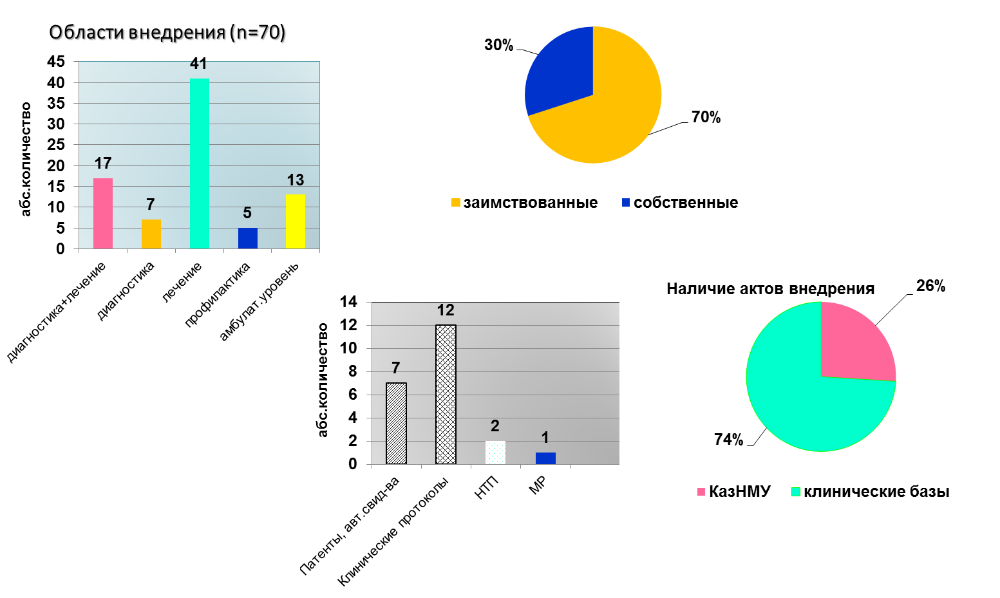 Области внедрения (n=70)
абс.количество
45
40
35
30
25
20
15
10
5
0
17
7
41
5
13
диагностика+лечение
диагностика
лечение
профилактика
амбулат.уровень
30%
70%
заимствованные
собственные
абс.количество
14
12
10
8
6
4
2
0
7
12
2
1
Патенты, авт.свид-ва
Клинические протоколы
НТП
МР
Наличие актов внедрения
26%
74%
КазНМУ
клинические базы